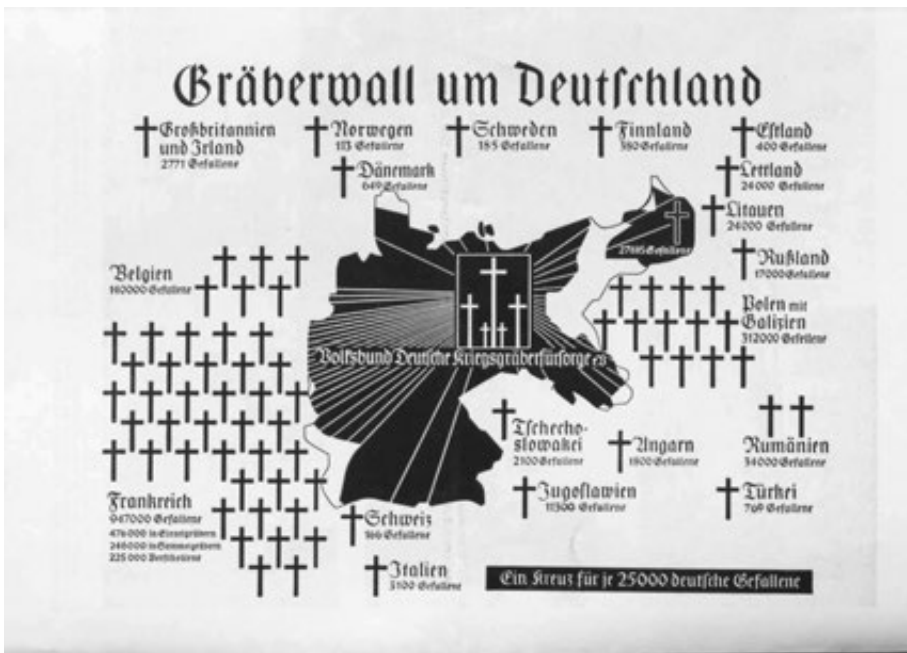 Gräberwall um Deutschland
Großbritannien
und Irland
2771 Gefallene
Norwegen
113 Gefallene
Schweden
185 Gefallene
Finnland
380 Gefallene
Estland
400 Gefallene
Dänemark
649 Gefallene
Lettland
24000 Gefallene
Litauen
24000 Gefallene
Gefallene
Rußland
17000 Gefallene
Belgien
Gefallene
Polen mit
Galizien
312000 Gefallene
Volksbund Deutsche Kriegsgräberfürsorge e.V.
Tschecho-
slowakei
2300 Gefallene
Ungarn
1800 Gefallene
Rumänien
34000 Gefallene
Frankreich
947000 Gefallene
476000 in Einzelgräbern
246000 in Sammelgräbern
225000 Verschollene
Jugoslawien
11300 Gefallene
Türkei
769 Gefallene
Schweiz
166 Gefallene
Italien
3100 Gefallene
Ein Kreuz für je 25000 deutsche Gefallene